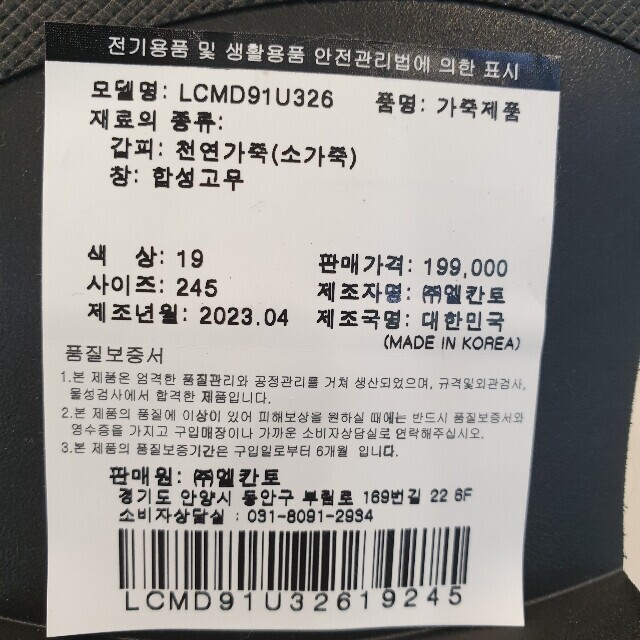 전기용품 및 생활용품 안전관리법에 의한 표시
모델명: LCMD91U326 품명: 가죽제품
재료의 종류:
갑피: 천연가죽(소가죽)
창: 합성고무
색 상: 19 판매가격: 199,000
사이즈: 245 제조자명: ㈜엘칸토
제조년월: 2023.04 제조국명: 대한민국
(MADE IN KOREA)
품질보증서
1.본 제품은 엄격한 품질관리와 공정관리를 거쳐 생산되었으며, 규격및외관검사,
물성검사에서 합격한 제품입니다.
2.본 제품의 품질에 이상이 있어 피해보상을 원하실 때에는 반드시 품질보증서와
영수증을 가지고 구입매장이나 가까운 소비자상담실로 연락해주십시오.
3.본 제품의 품질보증기간은 구입일로부터 6개월 입니다.
판매원: ㈜엘칸토
경기도 안양시 동안구 부림로 169번길 22 6F
소비자상담실 : 031-8091-2934
LCMD91U32619245